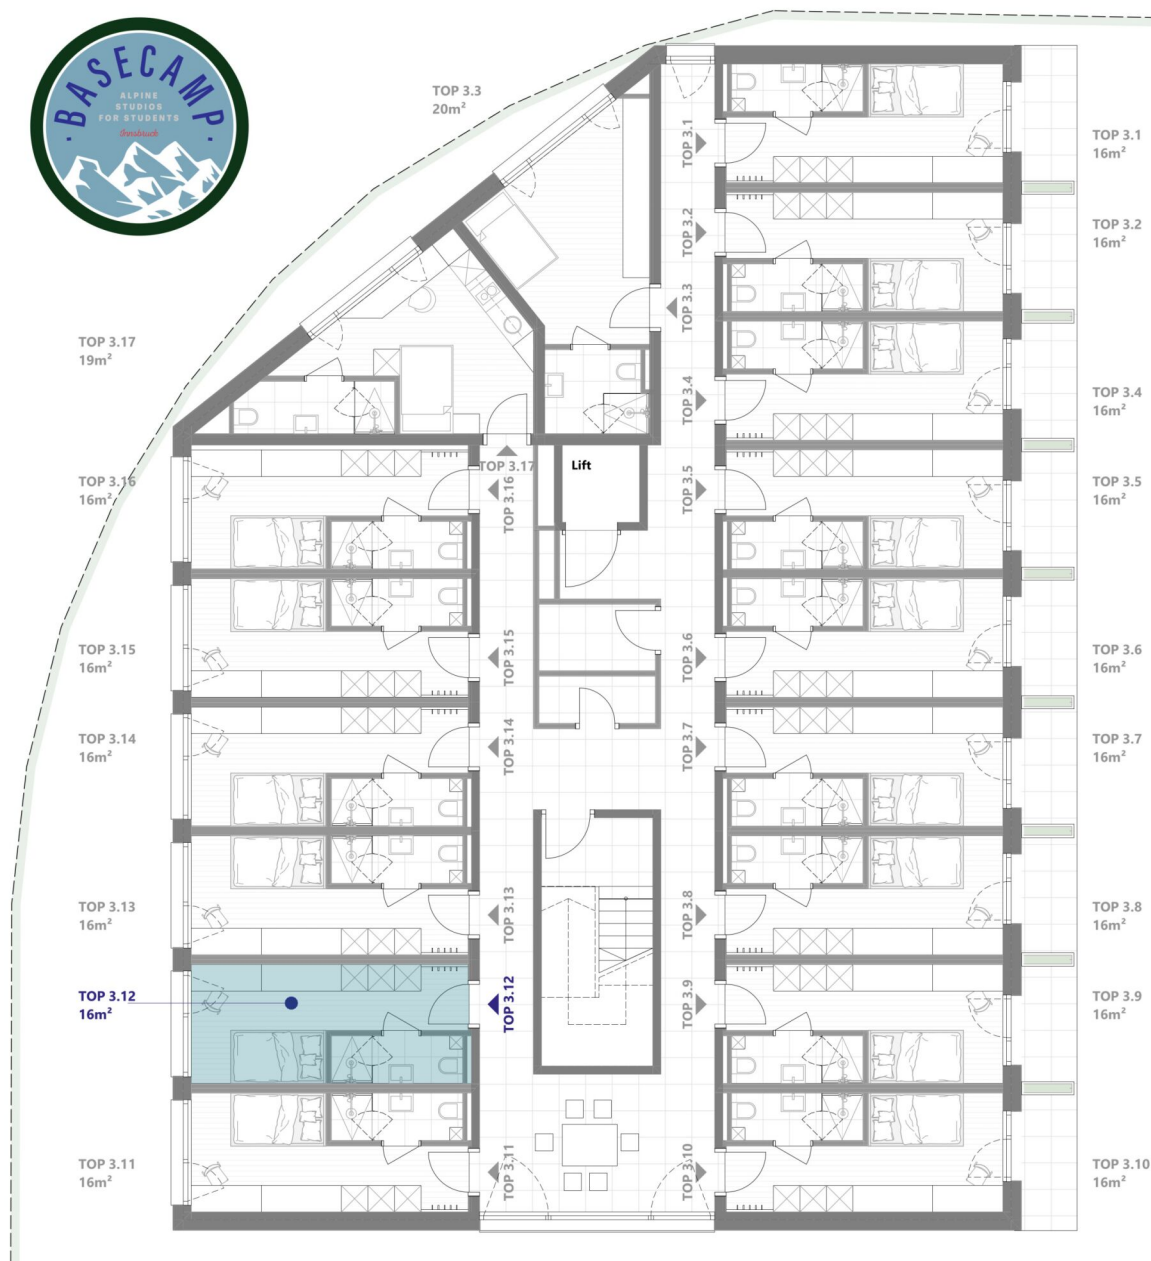 BASECAMP
ALPINE
STUDIOS
FOR STUDENTS
Innsbruck
TOP 3.3
20m²
TOP 3.17
19m²
TOP 3.16
16m²
TOP 3.15
16m²
TOP 3.14
16m²
TOP 3.13
16m²
TOP 3.12
16m²
TOP 3.11
16m²
TOP 3.1
TOP 3.2
TOP 3.3
TOP 3.4
TOP 3.5
TOP 3.6
TOP 3.7
TOP 3.8
TOP 3.9
TOP 3.10
TOP 3.17
TOP 3.16
TOP 3.15
TOP 3.14
TOP 3.13
TOP 3.12
TOP 3.11
Lift
TOP 3.1
16m²
TOP 3.2
16m²
TOP 3.4
16m²
TOP 3.5
16m²
TOP 3.6
16m²
TOP 3.7
16m²
TOP 3.8
16m²
TOP 3.9
16m²
TOP 3.10
16m²